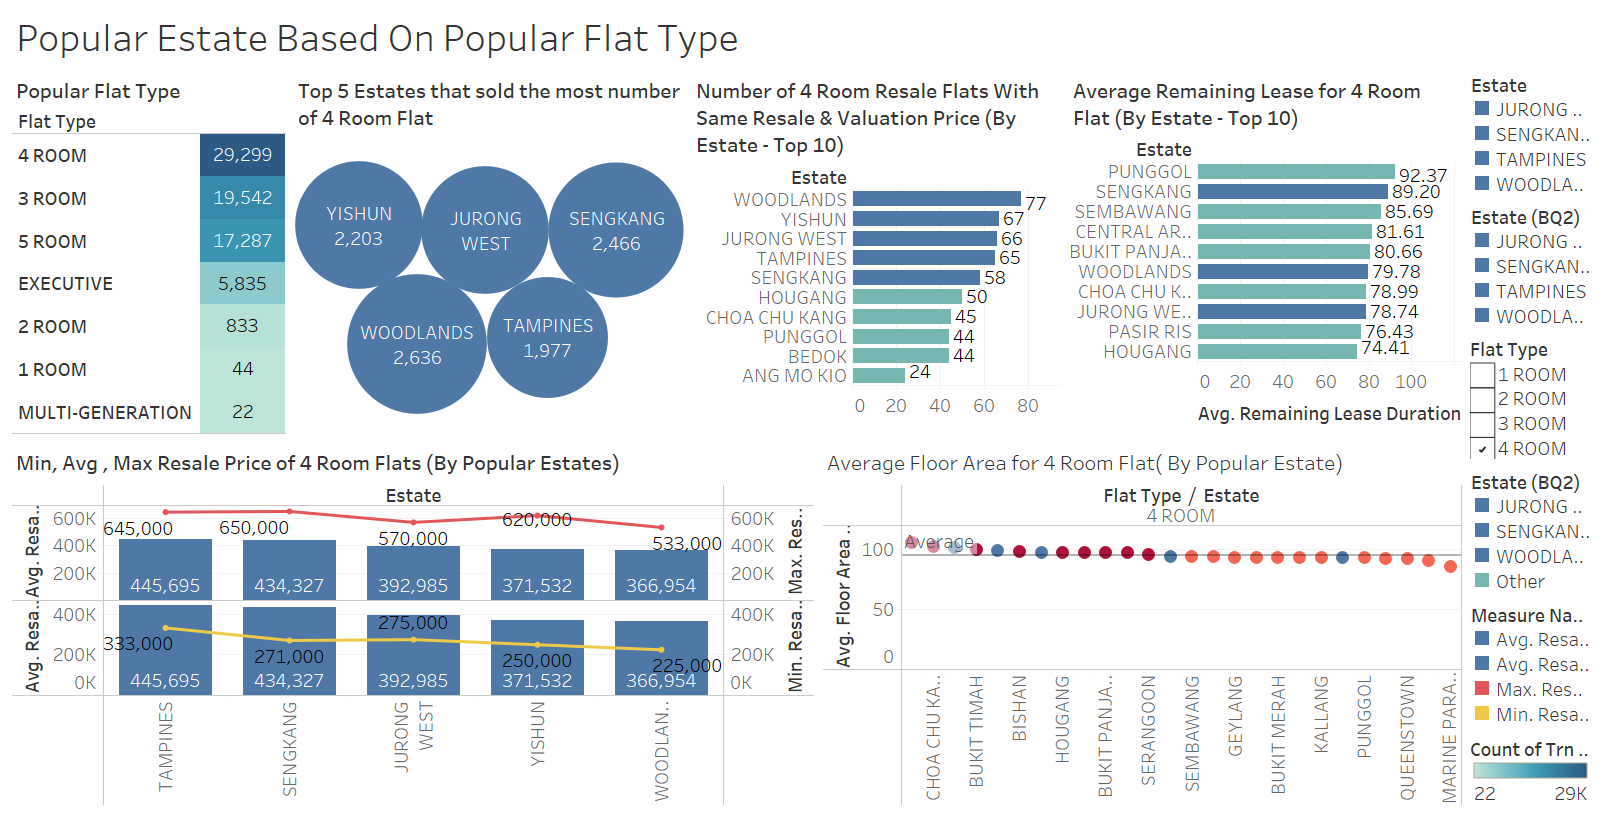 Popular Estate Based On Popular Flat Type
Popular Flat Type
Flat Type
4 ROOM 29,299
3 ROOM 19,542
5 ROOM 17,287
EXECUTIVE 5,835
2 ROOM 833
1 ROOM 44
MULTI-GENERATION 22
Top 5 Estates that sold the most number
of 4 Room Flat
YISHUN
2,203
JURONG
WEST
SENGKANG
2,466
WOODLANDS
2,636
TAMPINES
1,977
Number of 4 Room Resale Flats With
Same Resale & Valuation Price (By
Estate - Top 10)
Estate
WOODLANDS 77
YISHUN 67
JURONG WEST 66
TAMPINES 65
SENGKANG 58
HOUGANG 50
CHOA CHU KANG 45
PUNGGOL 44
BEDOK 44
ANG MO KIO 24
0 20 40 60 80
Average Remaining Lease for 4 Room
Flat (By Estate - Top 10)
Estate
PUNGGOL 92.37
SENGKANG 89.20
SEMBAWANG 85.69
CENTRAL AR.. 81.61
BUKIT PANJA.. 80.66
WOODLANDS 79.78
CHOA CHU K.. 78.99
JURONG WE.. 78.74
PASIR RIS 76.43
HOUGANG 74.41
0 20 40 60 80 100
Avg. Remaining Lease Duration
Estate
JURONG ..
SENGKAN..
TAMPINES
WOODLA..
Estate (BQ2)
JURONG ..
SENGKAN..
TAMPINES
WOODLA..
Flat Type
1 ROOM
2 ROOM
3 ROOM
4 ROOM
Estate (BQ2)
JURONG ..
SENGKAN..
WOODLA..
Other
Measure Na..
Avg. Resa..
Avg. Resa..
Max. Res..
Min. Resa..
Count of Trn ..
22 29K
Min, Avg , Max Resale Price of 4 Room Flats (By Popular Estates)
Estate
Avg. Resa..
600K
400K
200K
645,000
650,000
570,000
620,000
533,000
445,695
434,327
392,985
371,532
366,954
600K
400K
200K
Max. Res..
Avg. Resa..
400K
200K
0K
333,000
271,000
275,000
250,000
225,000
445,695
434,327
392,985
371,532
366,954
400K
200K
0K
Min. Resa..
TAMPINES
SENGKANG
JURONG
WEST
YISHUN
WOODLAN..
Average Floor Area for 4 Room Flat( By Popular Estate)
Flat Type / Estate
4 ROOM
Avg. Floor Area ..
100
50
0
Average
CHOA CHU KA..
BUKIT TIMAH
BISHAN
HOUGANG
BUKIT PANJA..
SERANGOON
SEMBAWANG
GEYLANG
BUKIT MERAH
KALLANG
PUNGGOL
QUEENSTOWN
MARINE PARA..